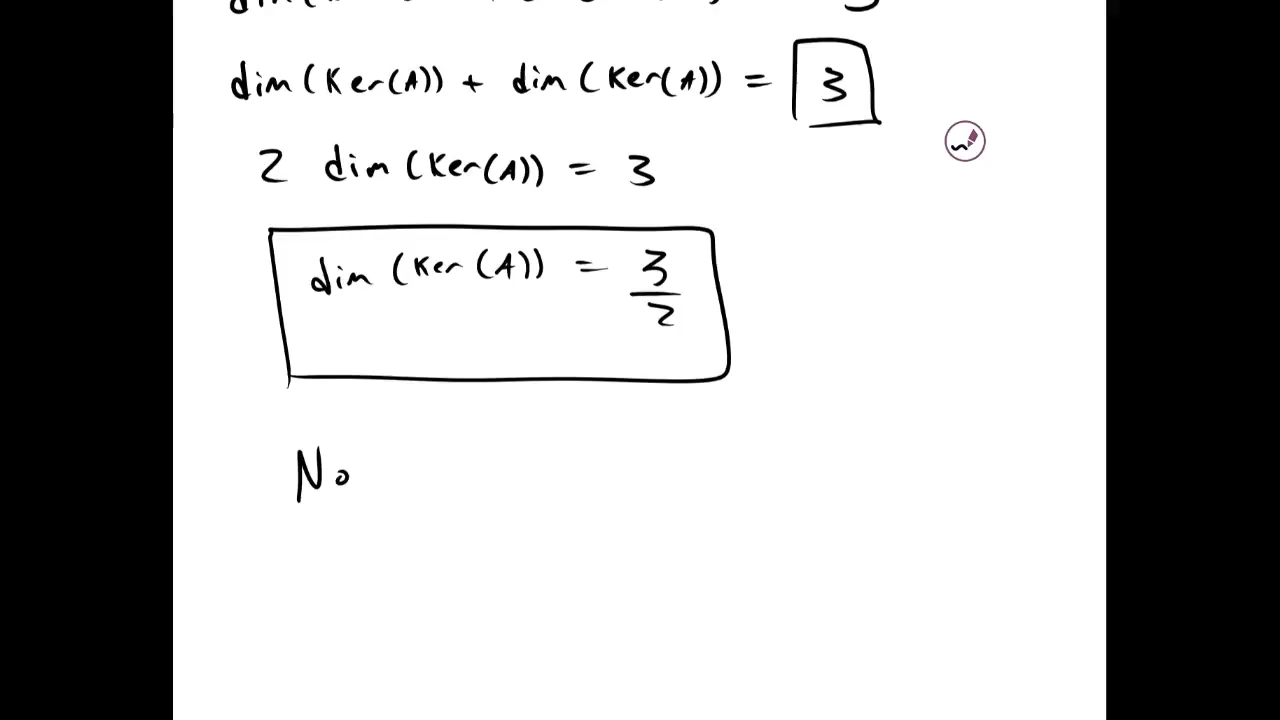 dim(Ker(A)) + dim(Ker(A)) = 3
2 dim(Ker(A)) = 3
dim(Ker(A)) = 3/2
No